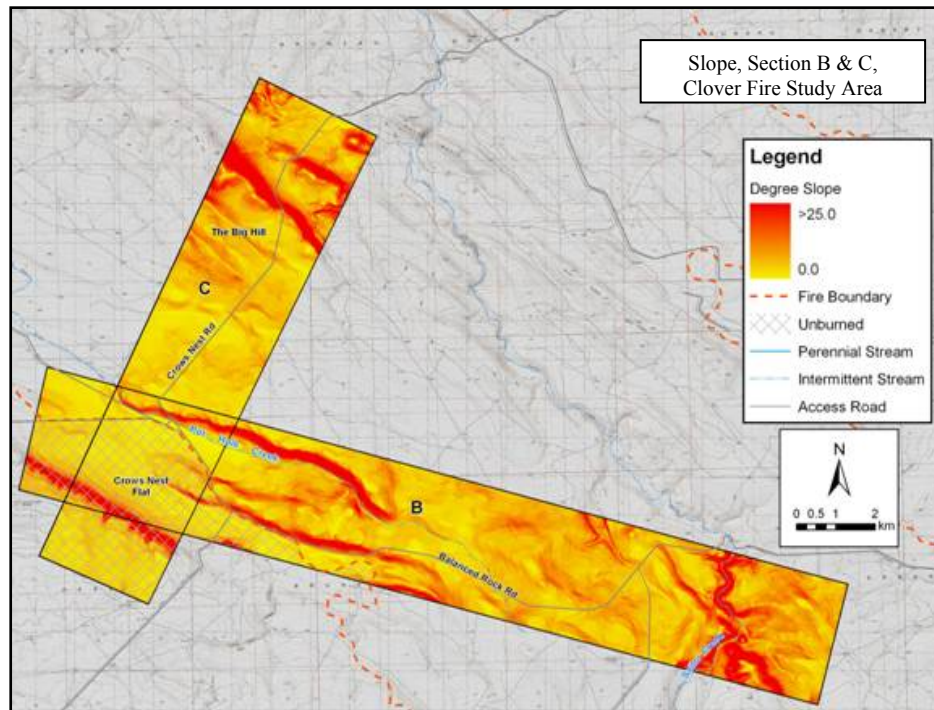 Slope, Section B & C,
Clover Fire Study Area
Legend
Degree Slope
>25.0
0.0
Fire Boundary
Unburned
Perennial Stream
Intermittent Stream
Access Road
N
0 0.5 1 2
km
The Big Hill
C
Crows Nest Rd
Creek
Crows Nest
Flat
B
Balanced Rock Rd